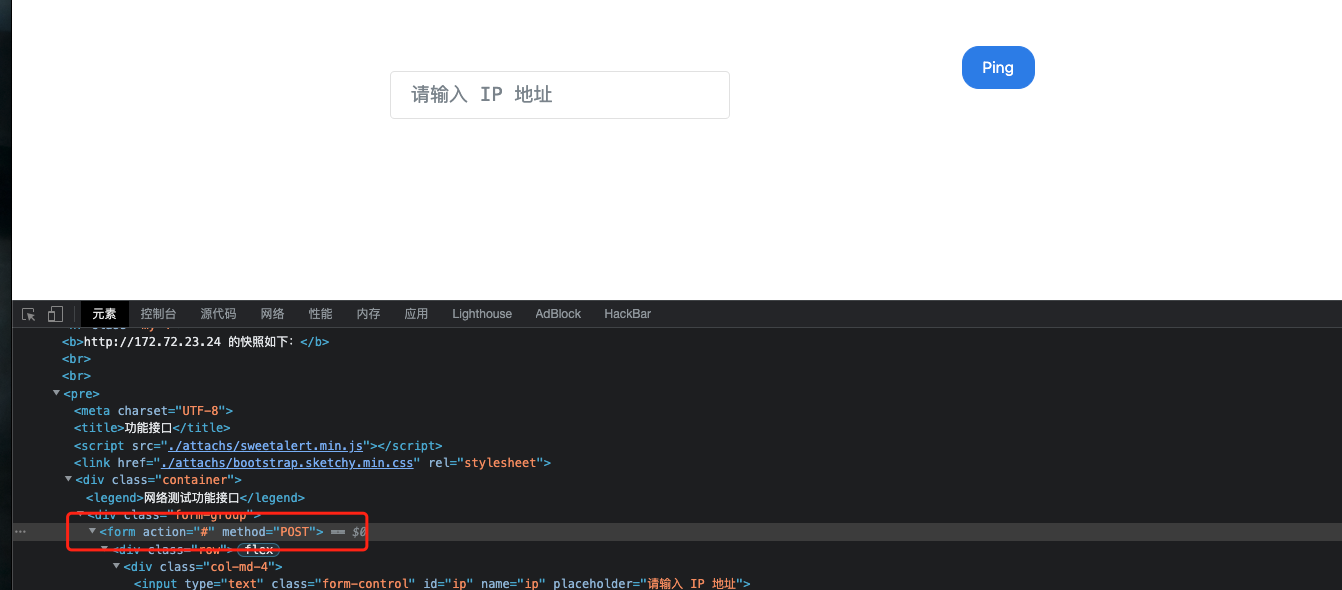 Ping
请输入 IP 地址
元素 控制台 源代码 网络 性能 内存 应用 Lighthouse AdBlock HackBar
<b>http://172.72.23.24 的快照如下: </b>
<br>
<br>
<pre>
<meta charset="UTF-8">
<title>功能接口</title>
<script src="./attachs/sweetalert.min.js"></script>
<link href="./attachs/bootstrap.sketchy.min.css" rel="stylesheet">
<div class="container">
<legend>网络测试功能接口</legend>
<div class="form-group">
<form action="#" method="POST"> == $0
<div class="row"> flex
<div class="col-md-4">
<input type="text" class="form-control" id="ip" name="ip" placeholder="请输入 IP 地址">